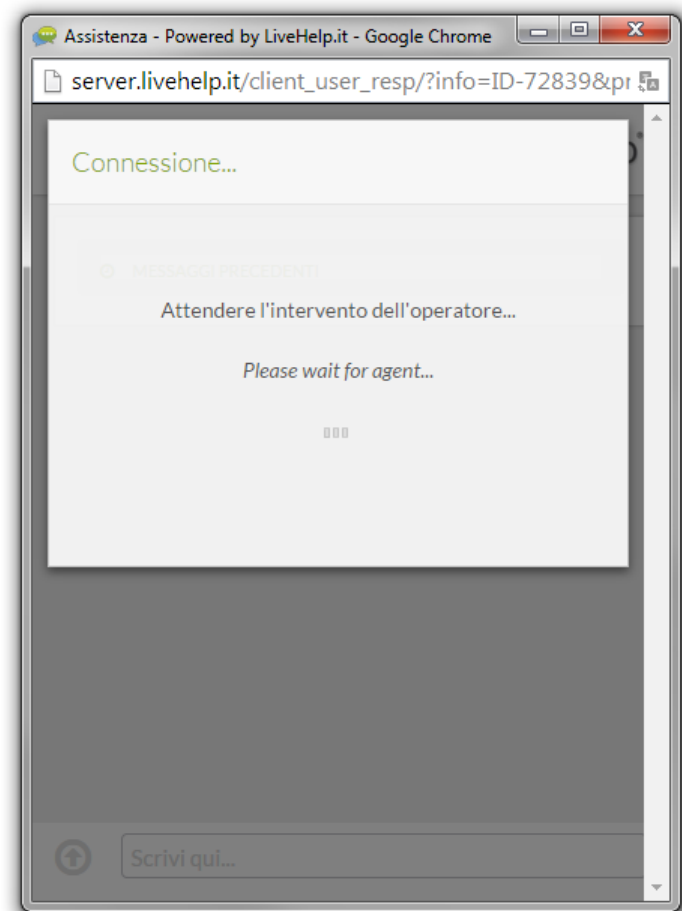 Assistenza - Powered by LiveHelp.it - Google Chrome
server.livehelp.it/client_user_resp/?info=ID-72839&pr
Connessione...
MESSAGGI PRECEDENTI
Attendere l'intervento dell'operatore...
Please wait for agent...
Scrivi qui...